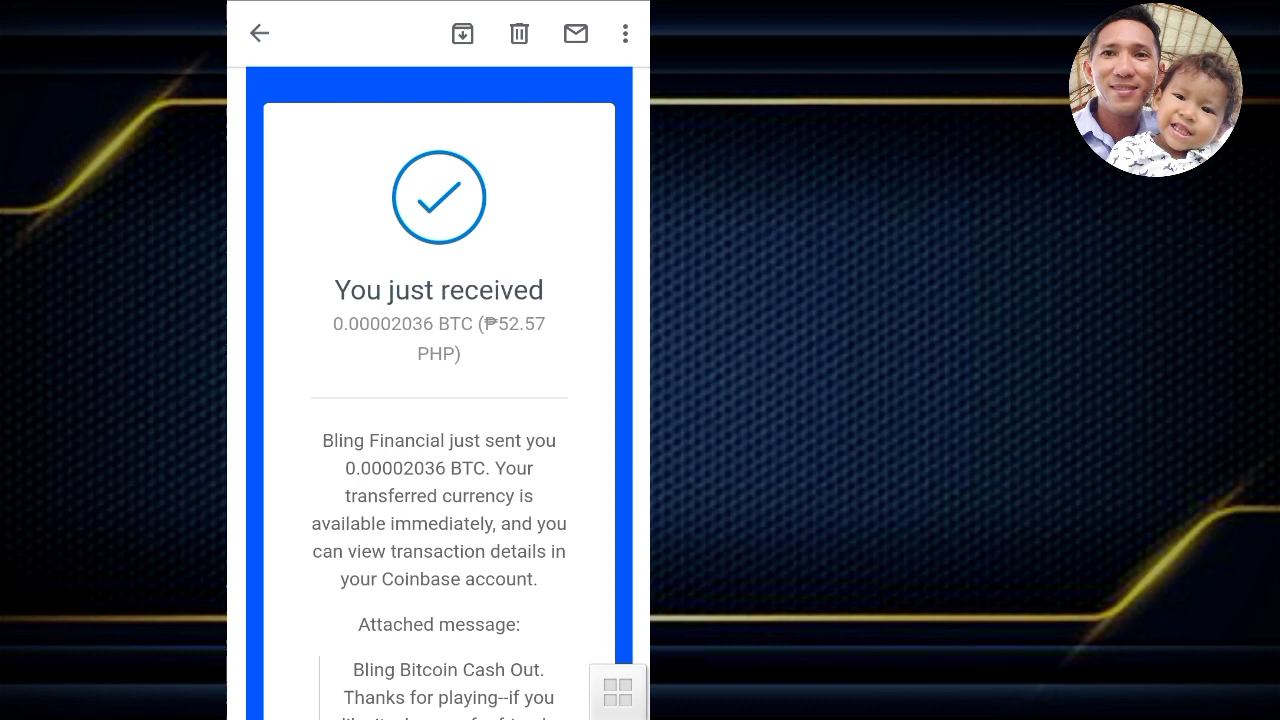 You just received
0.00002036 BTC (₱52.57
PHP)
Bling Financial just sent you
0.00002036 BTC. Your
transferred currency is
available immediately, and you
can view transaction details in
your Coinbase account.
Attached message:
Bling Bitcoin Cash Out.
Thanks for playing--if you